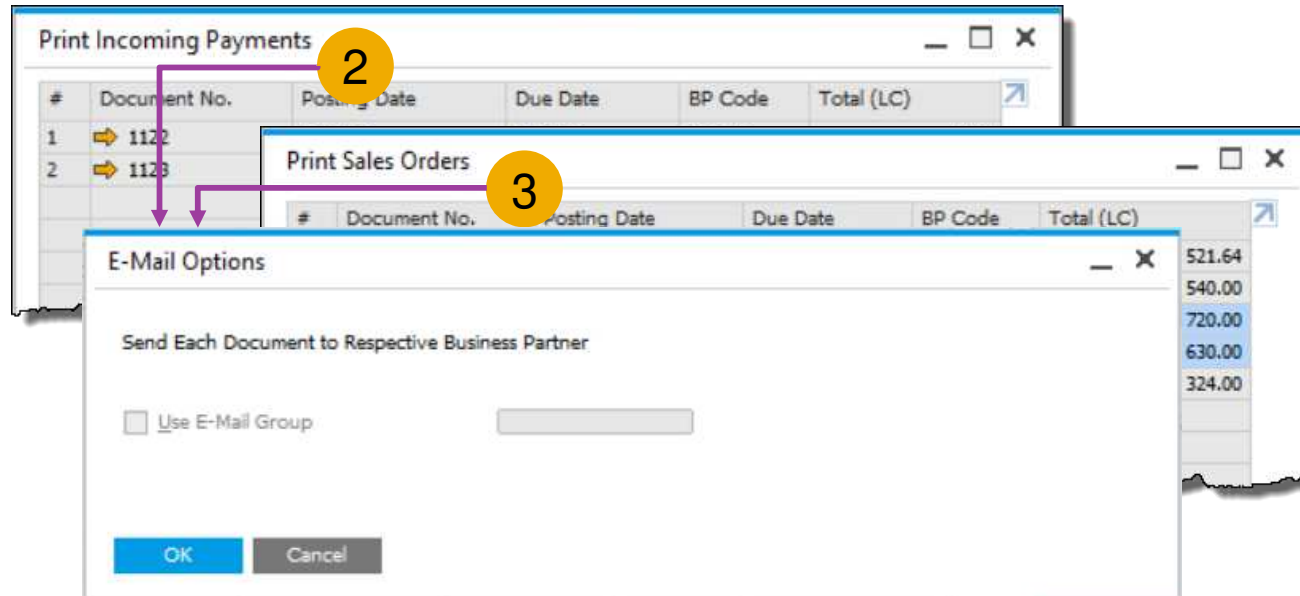 Print Incoming Payments
2
# Document No. Posting Date Due Date BP Code Total (LC)
1 1122
2 1123
Print Sales Orders
3
# Document No. Posting Date Due Date BP Code Total (LC)
521.64
540.00
720.00
630.00
324.00
E-Mail Options
Send Each Document to Respective Business Partner
Use E-Mail Group
OK Cancel